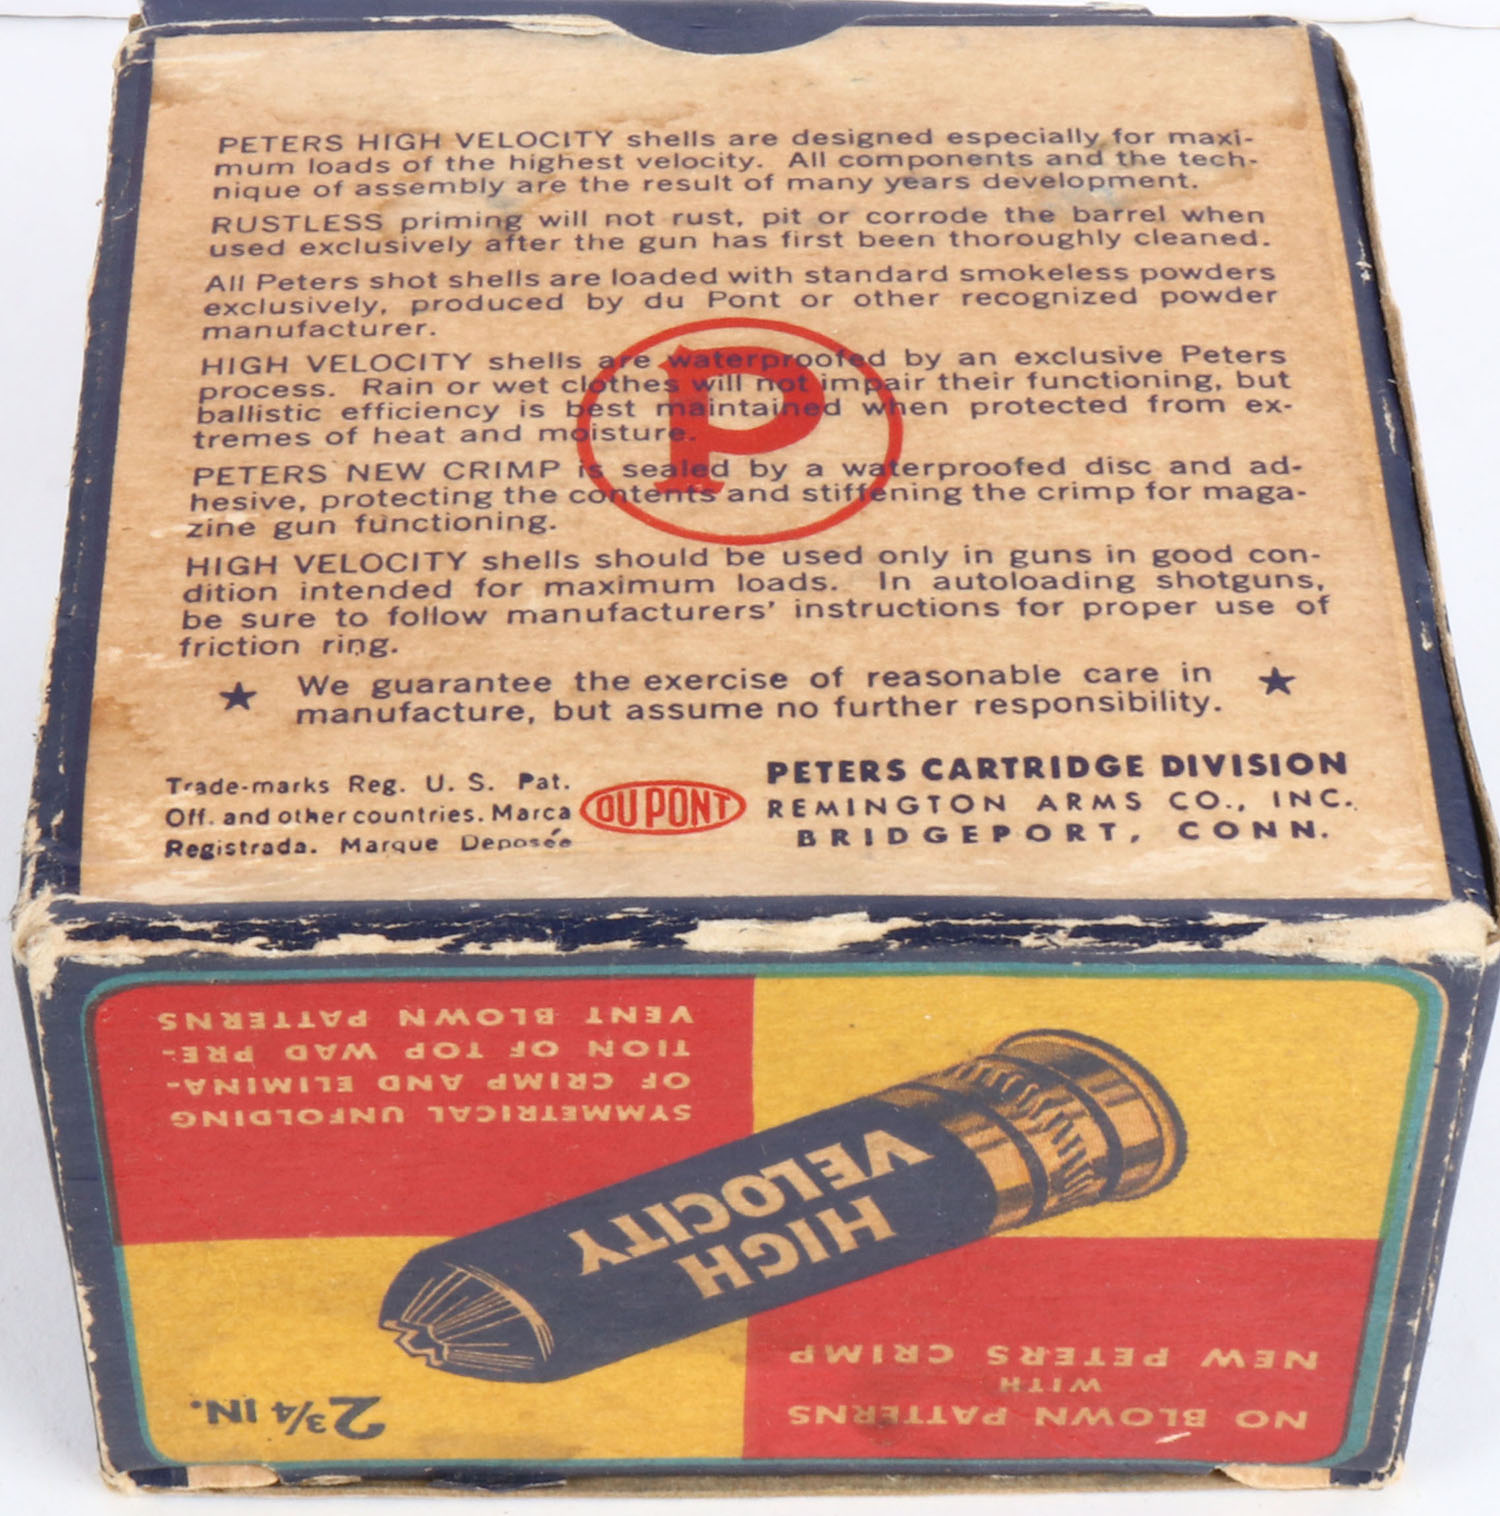 PETERS HIGH VELOCITY shells are designed especially for maxi-
mum loads of the highest velocity. All components and the tech-
nique of assembly are the result of many years development.
RUSTLESS priming will not rust, pit or corrode the barrel when
used exclusively after the gun has first been thoroughly cleaned.
All Peters shot shells are loaded with standard smokeless powders
exclusively, produced by du Pont or other recognized powder
manufacturer.
HIGH VELOCITY shells are waterproofed by an exclusive Peters
process. Rain or wet clothes will not impair their functioning, but
ballistic efficiency is best maintained when protected from ex-
tremes of heat and moisture.
PETERS NEW CRIMP is sealed by a waterproofed disc and ad-
hesive, protecting the contents and stiffening the crimp for maga-
zine gun functioning.
HIGH VELOCITY shells should be used only in guns in good con-
dition intended for maximum loads. In autoloading shotguns,
be sure to follow manufacturers' instructions for proper use of
friction ring.
P
★ We guarantee the exercise of reasonable care in ★
manufacture, but assume no further responsibility.
Trade-marks Reg. U. S. Pat.
Off. and other countries. Marca
Registrada. Marque Deposée
DU PONT
PETERS CARTRIDGE DIVISION
REMINGTON ARMS CO., INC.
BRIDGEPORT, CONN.
NO BLOWN PATTERNS
WITH
NEW PETERS CRIMP
2 3/4 IN.
HIGH
VELOCITY
SYMMETRICAL UNFOLDING
OF CRIMP AND ELIMINA-
TION OF TOP WAD PRE-
VENT BLOWN PATTERNS